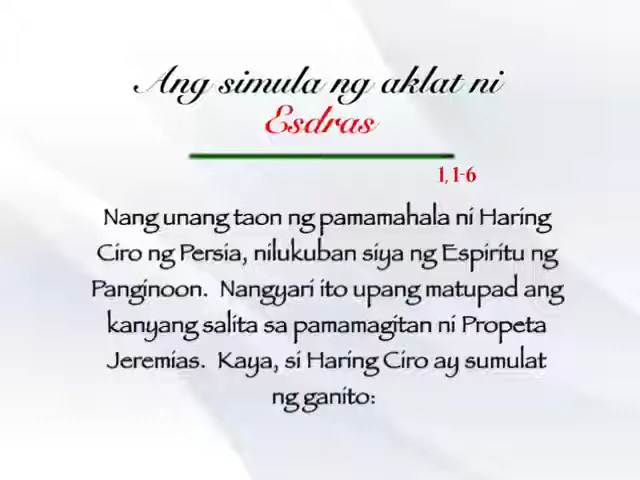 Ang simula ng aklat ni
Esdras
1, 1-6
Nang unang taon ng pamamahala ni Haring
Ciro ng Persia, nilukuban siya ng Espiritu ng
Panginoon. Nangyari ito upang matupad ang
kanyang salita sa pamamagitan ni Propeta
Jeremias. Kaya, si Haring Ciro ay sumulat
ng ganito: